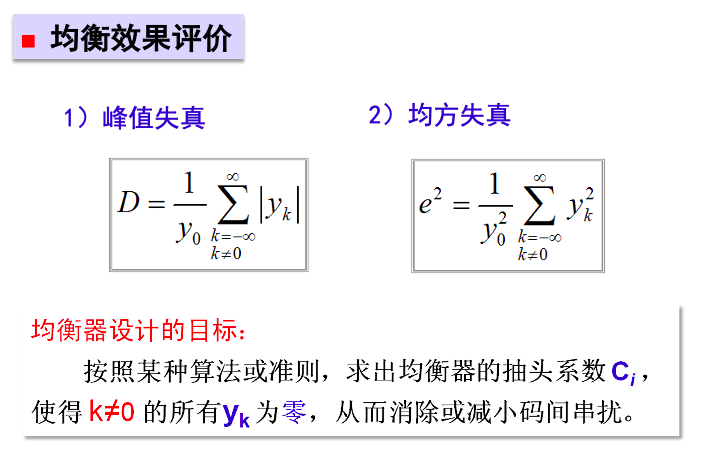 ■ 均衡效果评价
1）峰值失真
2）均方失真
D = \frac{1}{y_0} \sum_{\substack{k=-\infty \\ k \neq 0}}^{\infty} |y_k|
e^2 = \frac{1}{y_0^2} \sum_{\substack{k=-\infty \\ k \neq 0}}^{\infty} y_k^2
均衡器设计的目标：
按照某种算法或准则，求出均衡器的抽头系数 C_i，
使得 k≠0 的所有 y_k 为零，从而消除或减小码间串扰。